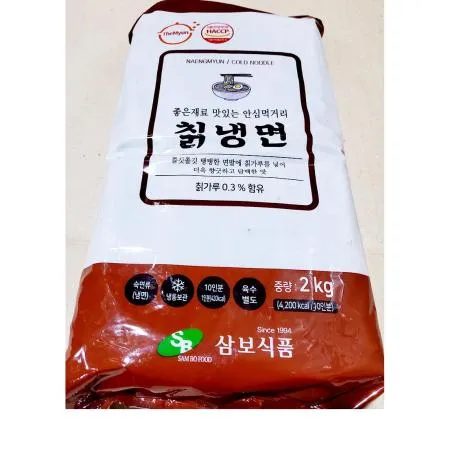 TheMyun
HACCP
NAENGMYUN / COLD NOODLE
좋은재료 맛있는 안심먹거리
칡냉면
쫄깃쫄깃 탱탱한 면발에 칡가루를 넣어
더욱 향긋하고 담백한 맛
칡가루 0.3% 함유
숙면류
(냉면)
냉동보관
10인분
1인분(420kcal)
육수
별도
중량 : 2kg
(4,200 kcal / 10인분)
Since 1994
SB 삼보식품
SAM BO FOOD